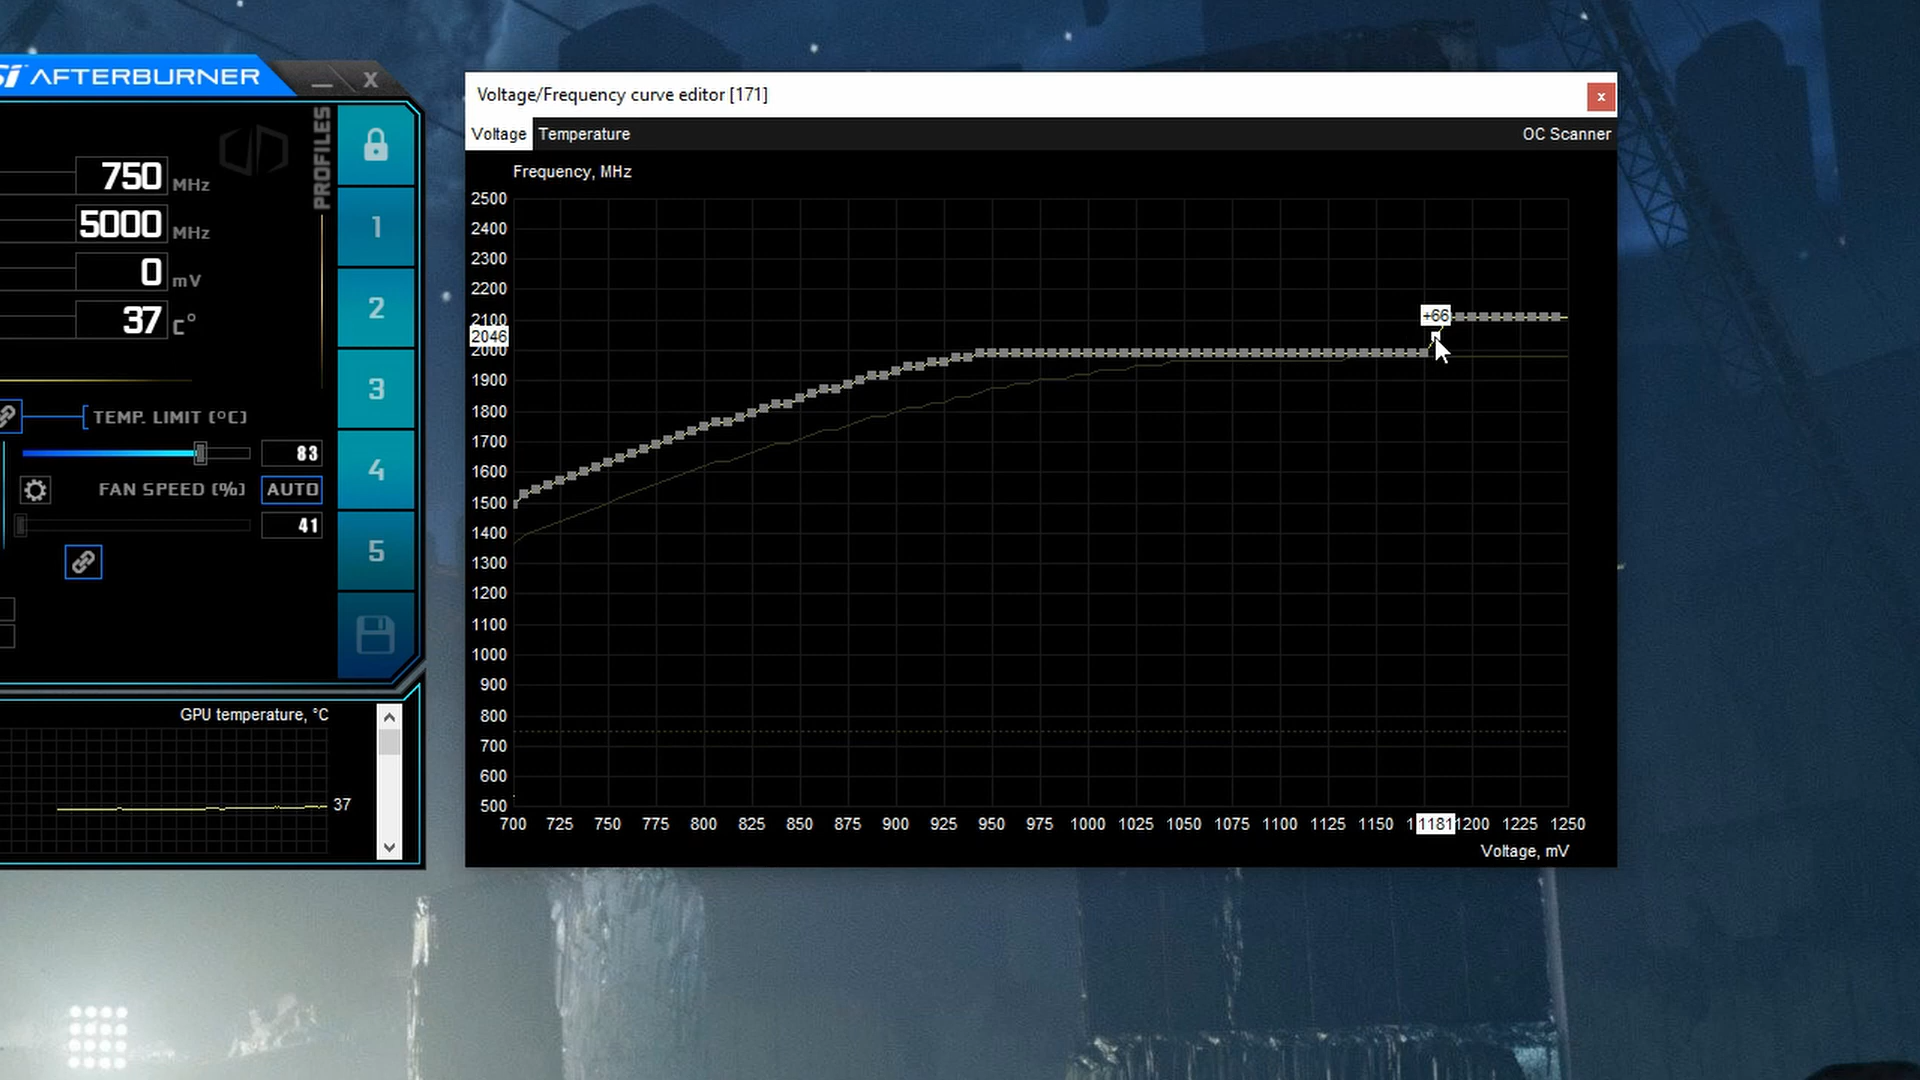 si AFTERBURNER
PROFILES
750 MHz
5000 MHz
0 mV
37 C°
TEMP. LIMIT (°C)
83
FAN SPEED (%) AUTO
41
1
2
3
4
5
GPU temperature, °C
37
Voltage/Frequency curve editor [171]
x
Voltage Temperature OC Scanner
Frequency, MHz
2500
2400
2300
2200
2100
+66
2046
2000
1900
1800
1700
1600
1500
1400
1300
1200
1100
1000
900
800
700
600
500
700 725 750 775 800 825 850 875 900 925 950 975 1000 1025 1050 1075 1100 1125 1150 1181 1200 1225 1250
Voltage, mV